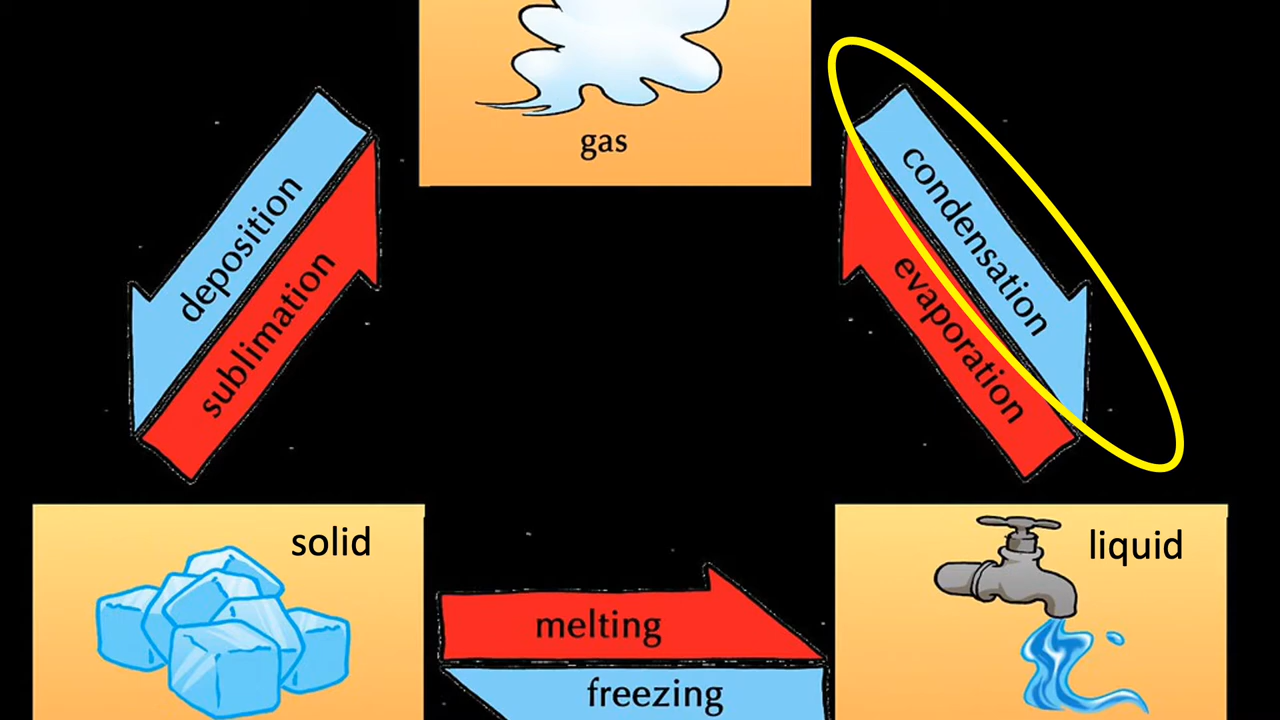 gas
deposition
sublimation
condensation
evaporation
solid
liquid
melting
freezing